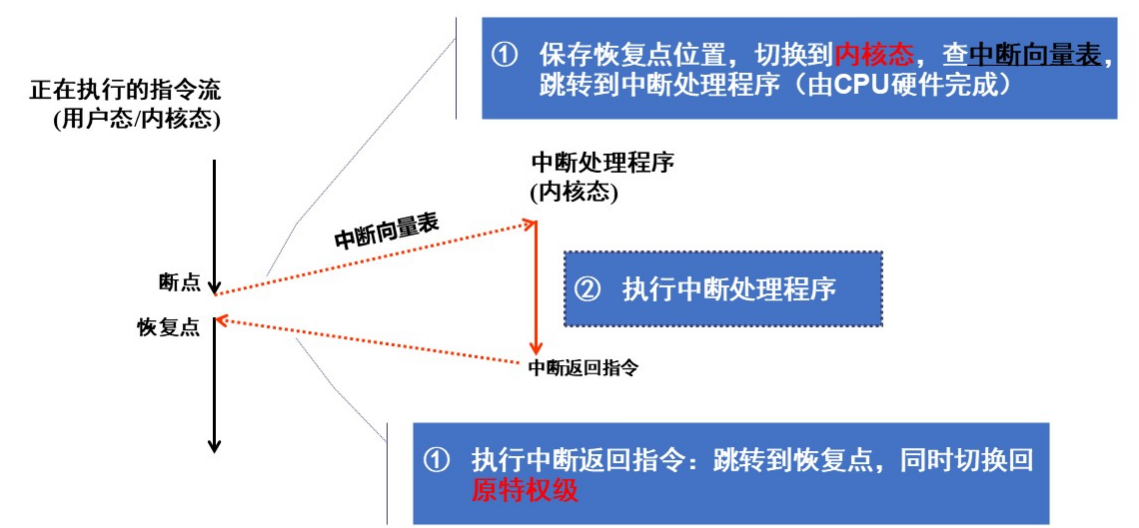 ① 保存恢复点位置，切换到内核态，查中断向量表，
跳转到中断处理程序（由CPU硬件完成）
正在执行的指令流
(用户态/内核态)
中断处理程序
(内核态)
中断向量表
断点
② 执行中断处理程序
恢复点
中断返回指令
① 执行中断返回指令：跳转到恢复点，同时切换回
原特权级